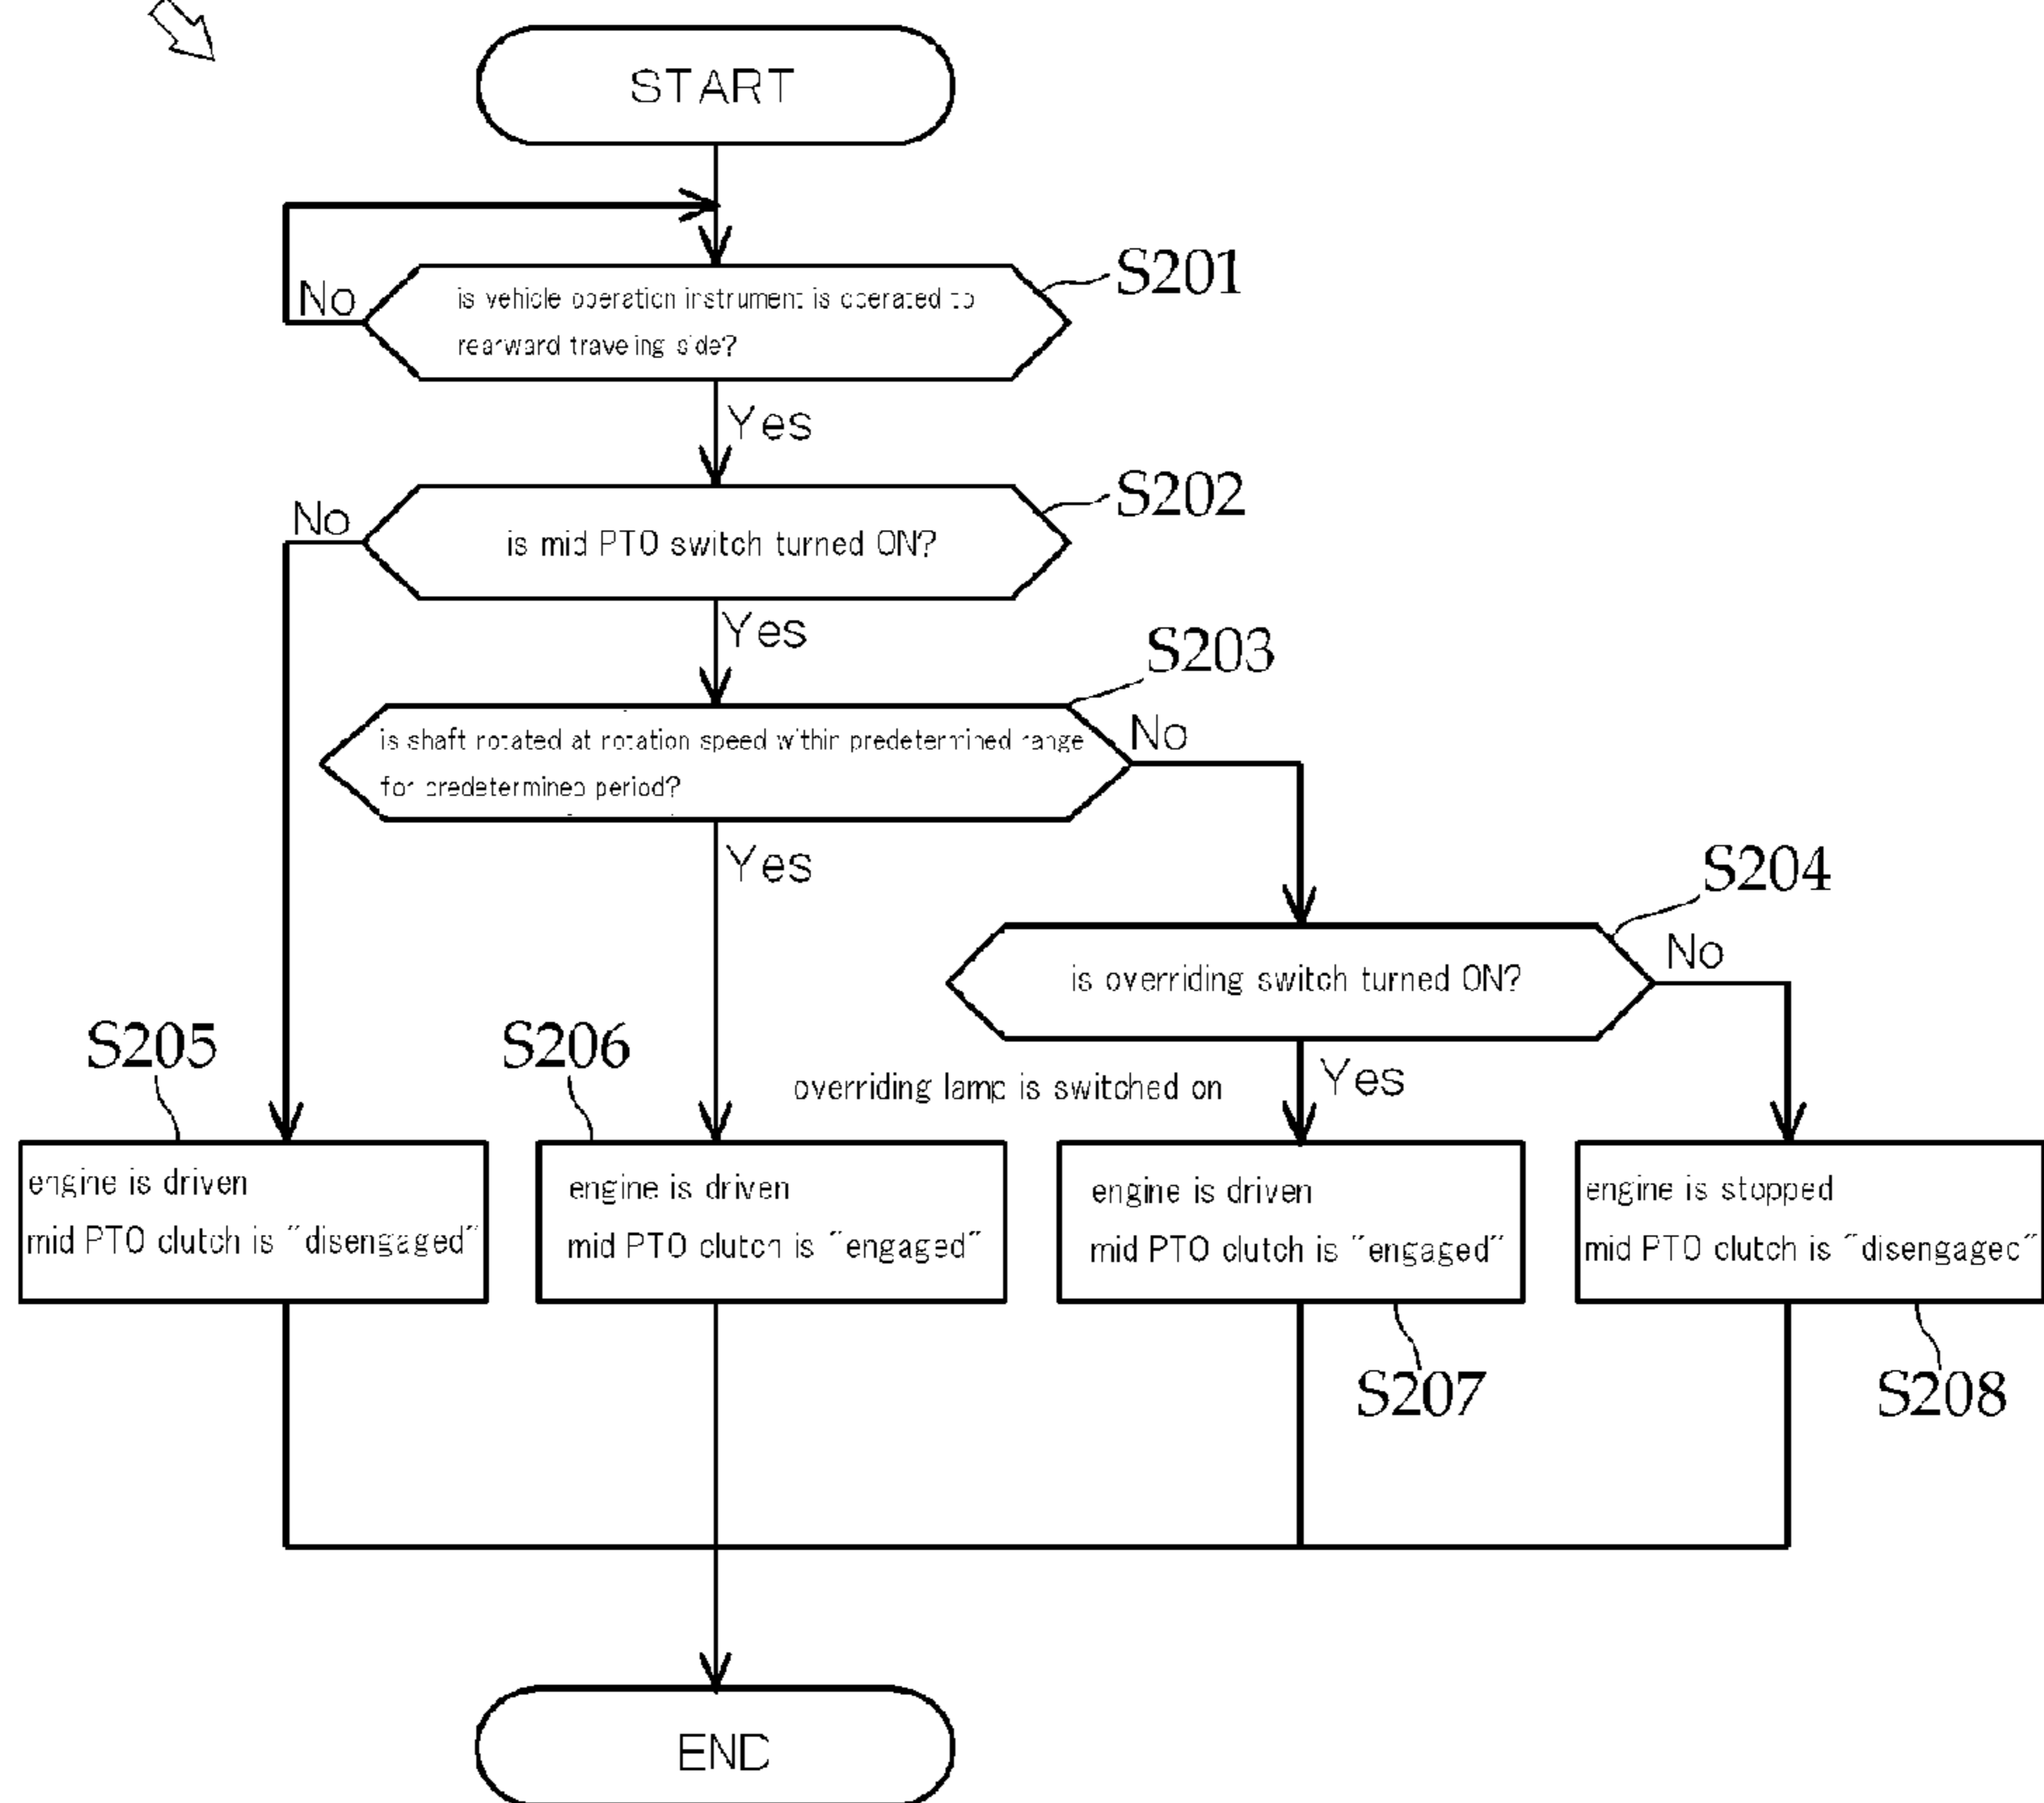 START
S201
No
is vehicle operation instrument is operated to
rearward traveling side?
Yes
S202
No
is mid PTO switch turned ON?
Yes
S203
is shaft rotated at rotation speed within predetermined range
for predetermined period?
No
Yes
S204
is overriding switch turned ON?
No
S205
S206
overriding lamp is switched on
Yes
engine is driven
mid PTO clutch is "disengaged"
engine is driven
mid PTO clutch is "engaged"
engine is driven
mid PTO clutch is "engaged"
engine is stopped
mid PTO clutch is "disengaged"
S207
S208
END